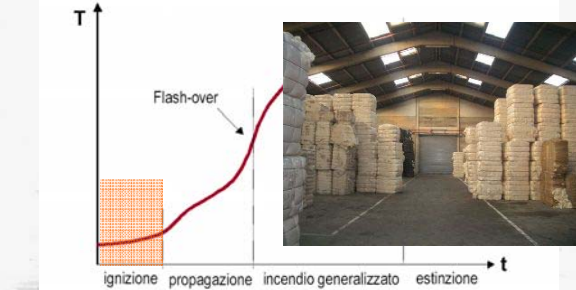 T
Flash-over
t
ignizione propagazione incendio generalizzato estinzione